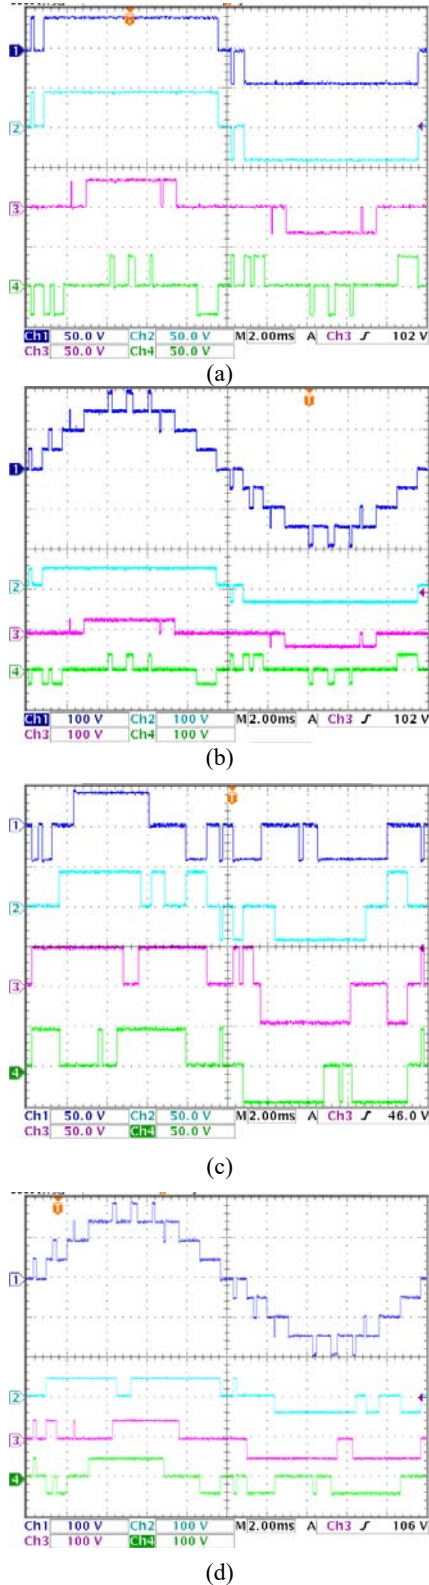 T
1
2
3
4
Ch1 50.0 V Ch2 50.0 V M 2.00ms A Ch3 ƒ 102 V
Ch3 50.0 V Ch4 50.0 V
(a)
T
1
2
3
4
Ch1 100 V Ch2 100 V M 2.00ms A Ch3 ƒ 102 V
Ch3 100 V Ch4 100 V
(b)
T
1
2
3
4
Ch1 50.0 V Ch2 50.0 V M 2.00ms A Ch3 ƒ 46.0 V
Ch3 50.0 V Ch4 50.0 V
(c)
T
1
2
3
4
Ch1 100 V Ch2 100 V M 2.00ms A Ch3 ƒ 106 V
Ch3 100 V Ch4 100 V
(d)